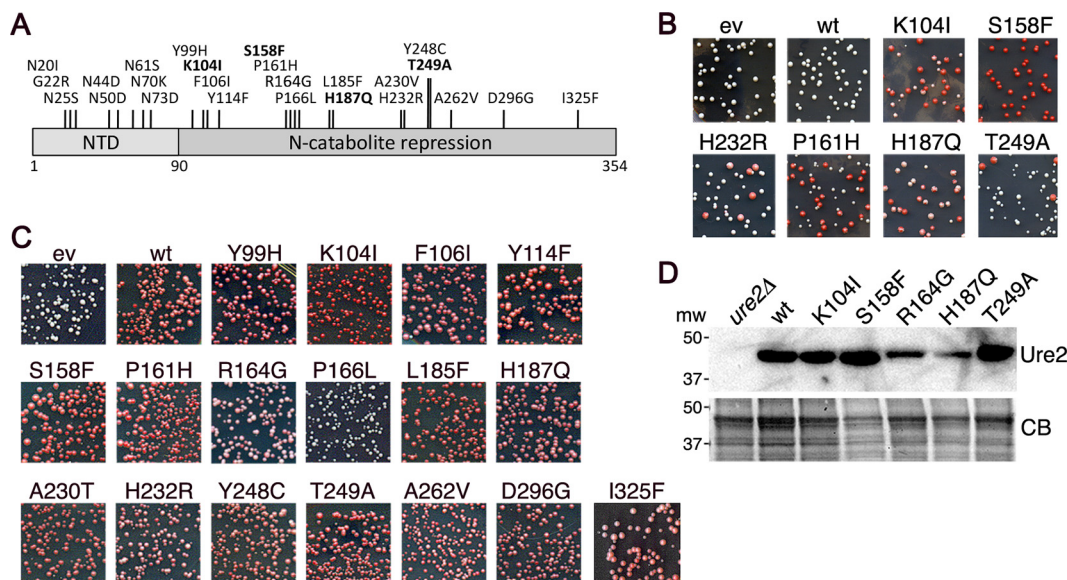 A
Y99H S158F Y248C
N20I N61S K104I P161H T249A
G22R N44D N70K F106I R164G L185F A230V
N25S N50D N73D Y114F P166L H187Q H232R A262V D296G I325F
NTD N-catabolite repression
1 90 354
B
ev wt K104I S158F
H232R P161H H187Q T249A
C
ev wt Y99H K104I F106I Y114F
S158F P161H R164G P166L L185F H187Q
A230T H232R Y248C T249A A262V D296G I325F
D
mw ure2Δ wt K104I S158F R164G H187Q T249A
50-
Ure2
37-
50-
CB
37-